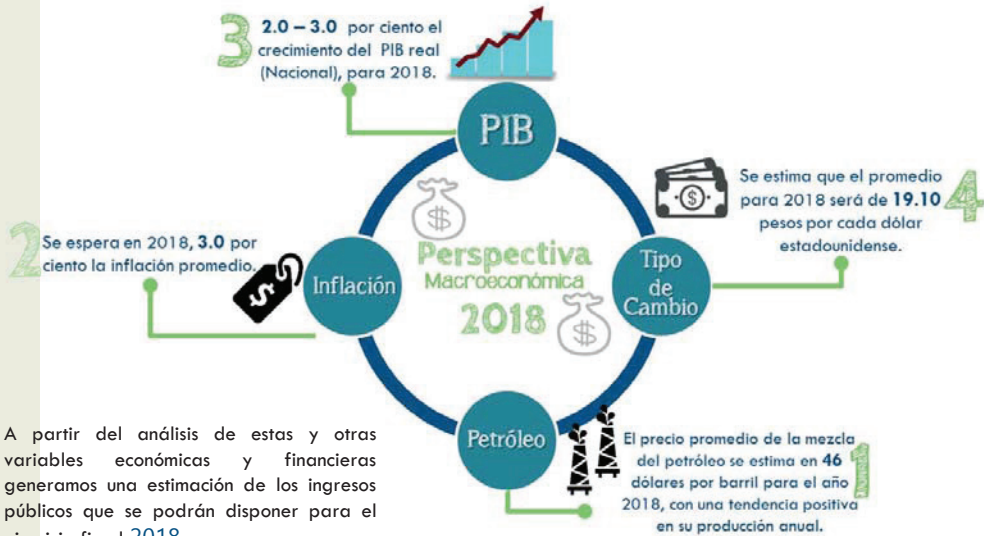 3
2.0 – 3.0 por ciento el
crecimiento del PIB real
(Nacional), para 2018.
PIB
Se estima que el promedio
para 2018 será de 19.10
pesos por cada dólar
estadounidense.
4
2
Se espera en 2018, 3.0 por
ciento la inflación promedio.
$
Inflación
$
Perspectiva
Macroeconómica
2018
$
$
Tipo
de
Cambio
Petróleo
El precio promedio de la mezcla
del petróleo se estima en 46
dólares por barril para el año
2018, con una tendencia positiva
en su producción anual.
1
A partir del análisis de estas y otras
variables económicas y financieras
generamos una estimación de los ingresos
públicos que se podrán disponer para el
2018